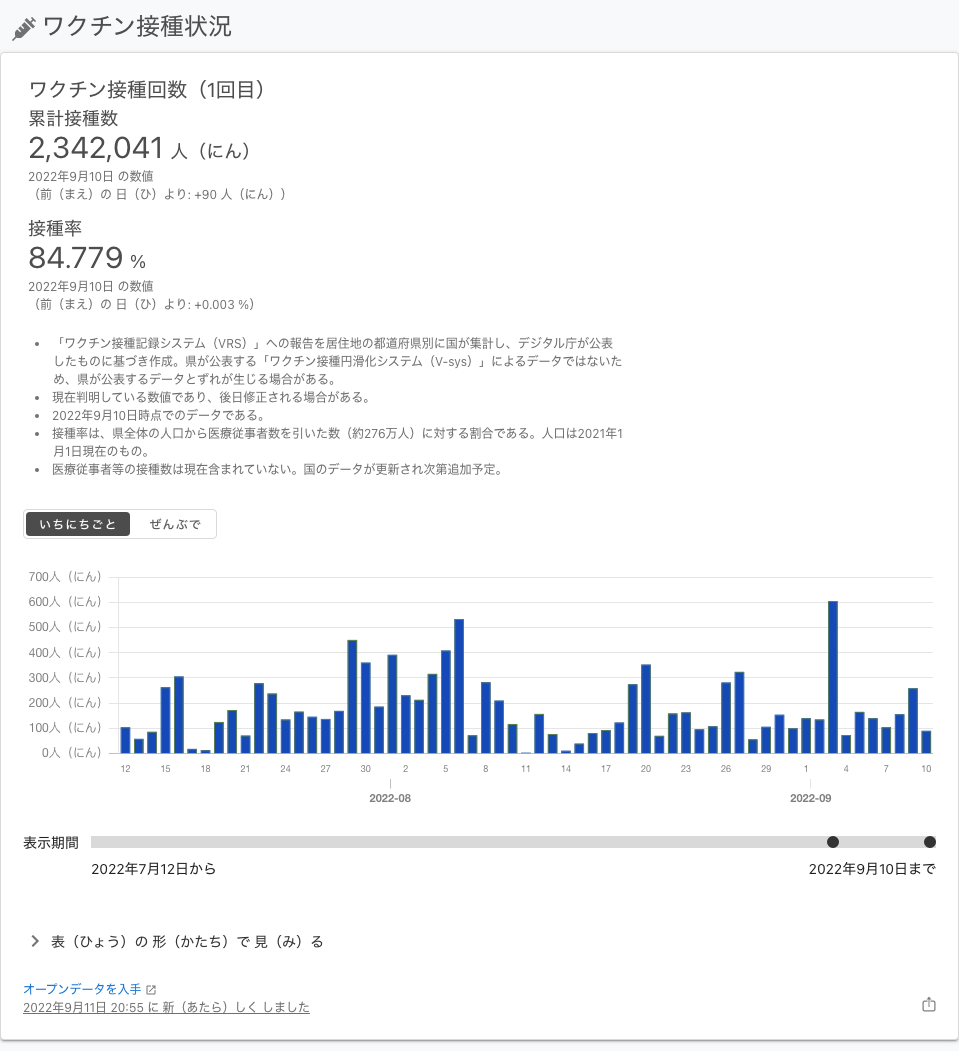 ワクチン接種状況
ワクチン接種回数（1回目）
累計接種数
2,342,041 人（にん）
2022年9月10日 の数値
（前（まえ）の 日（ひ）より: +90 人（にん））
接種率
84.779 %
2022年9月10日 の数値
（前（まえ）の 日（ひ）より: +0.003 %）
• 「ワクチン接種記録システム（VRS）」への報告を居住地の都道府県別に国が集計し、デジタル庁が公表
したものに基づき作成。県が公表する「ワクチン接種円滑化システム（V-sys）」によるデータではないた
め、県が公表するデータとずれが生じる場合がある。
• 現在判明している数値であり、後日修正される場合がある。
• 2022年9月10日時点でのデータである。
• 接種率は、県全体の人口から医療従事者数を引いた数（約276万人）に対する割合である。人口は2021年1
月1日現在のもの。
• 医療従事者等の接種数は現在含まれていない。国のデータが更新され次第追加予定。
いちにちごと ぜんぶで
700人（にん）
600人（にん）
500人（にん）
400人（にん）
300人（にん）
200人（にん）
100人（にん）
0人（にん）
12 15 18 21 24 27 30 2 5 8 11 14 17 20 23 26 29 1 4 7 10
2022-08 2022-09
表示期間
2022年7月12日から 2022年9月10日まで
表（ひょう）の 形（かたち）で 見（み）る
オープンデータを入手
2022年9月11日 20:55 に 新（あたら）しく しました